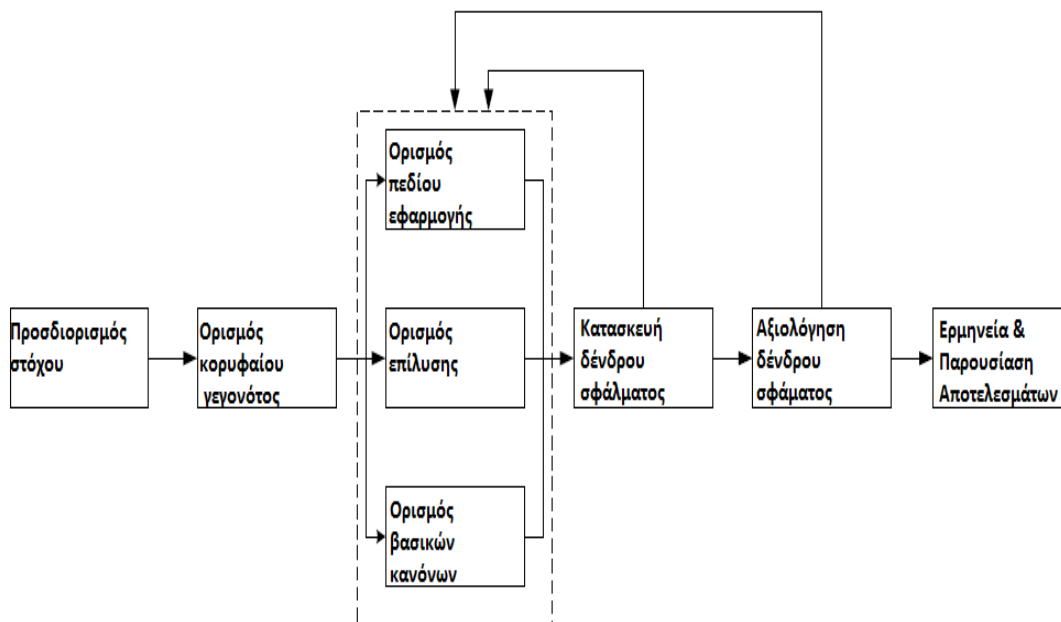 Προσδιορισμός
στόχου
Ορισμός
κορυφαίου
γεγονότος
Ορισμός
πεδίου
εφαρμογής
Ορισμός
επίλυσης
Ορισμός
βασικών
κανόνων
Κατασκευή
δένδρου
σφάλματος
Αξιολόγηση
δένδρου
σφάματος
Ερμηνεία &
Παρουσίαση
Αποτελεσμάτων